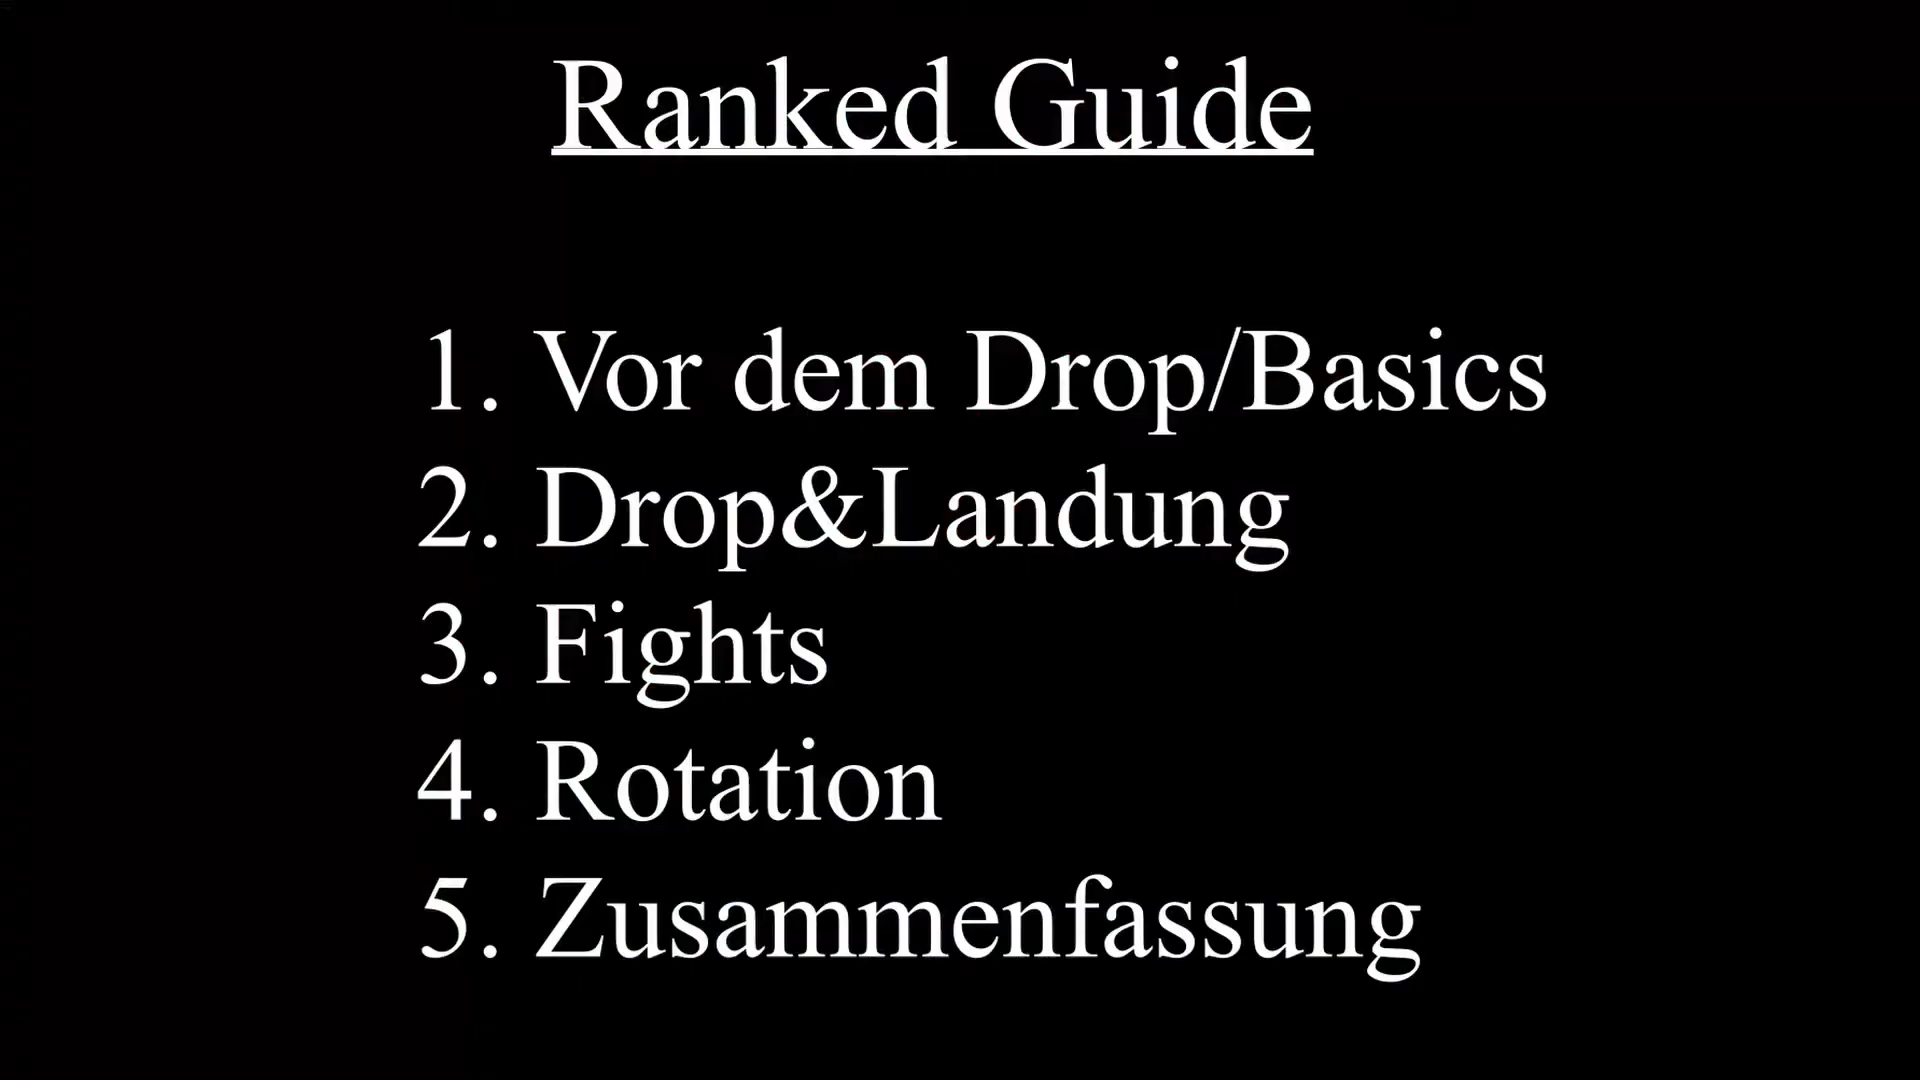 Ranked Guide
1. Vor dem Drop/Basics
2. Drop&Landung
3. Fights
4. Rotation
5. Zusammenfassung